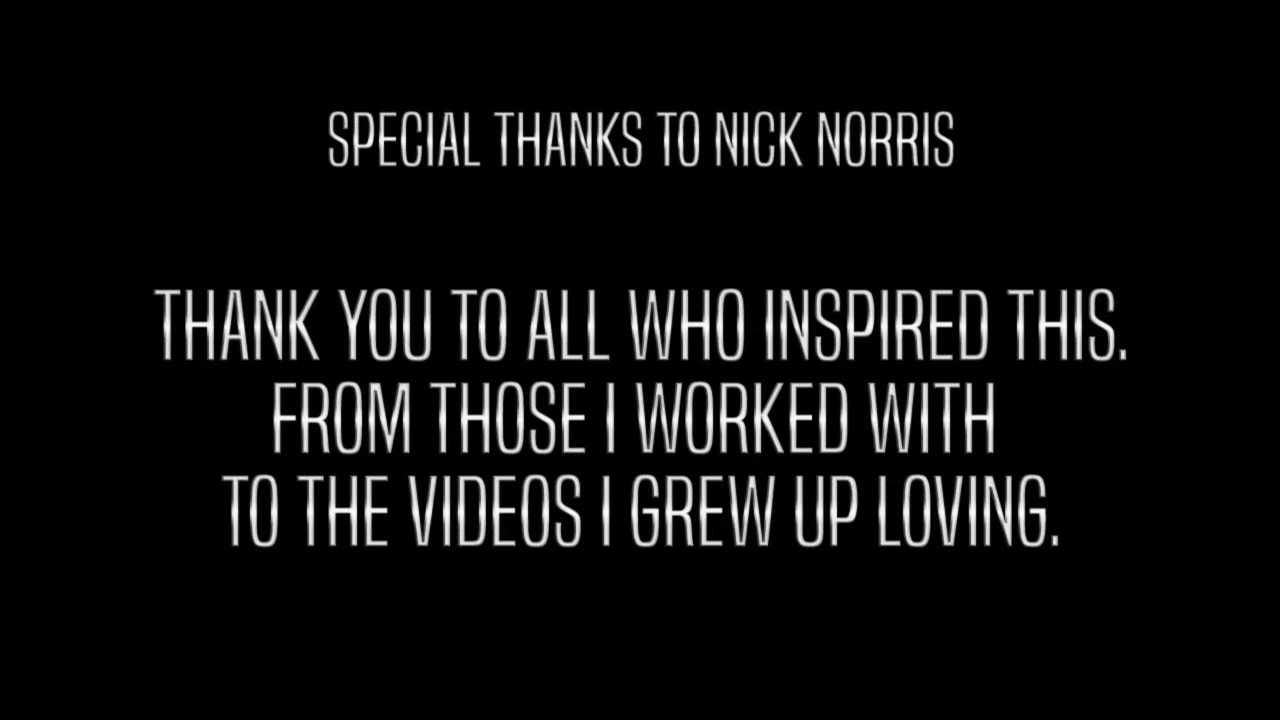 SPECIAL THANKS TO NICK NORRIS
THANK YOU TO ALL WHO INSPIRED THIS.
FROM THOSE I WORKED WITH
TO THE VIDEOS I GREW UP LOVING.